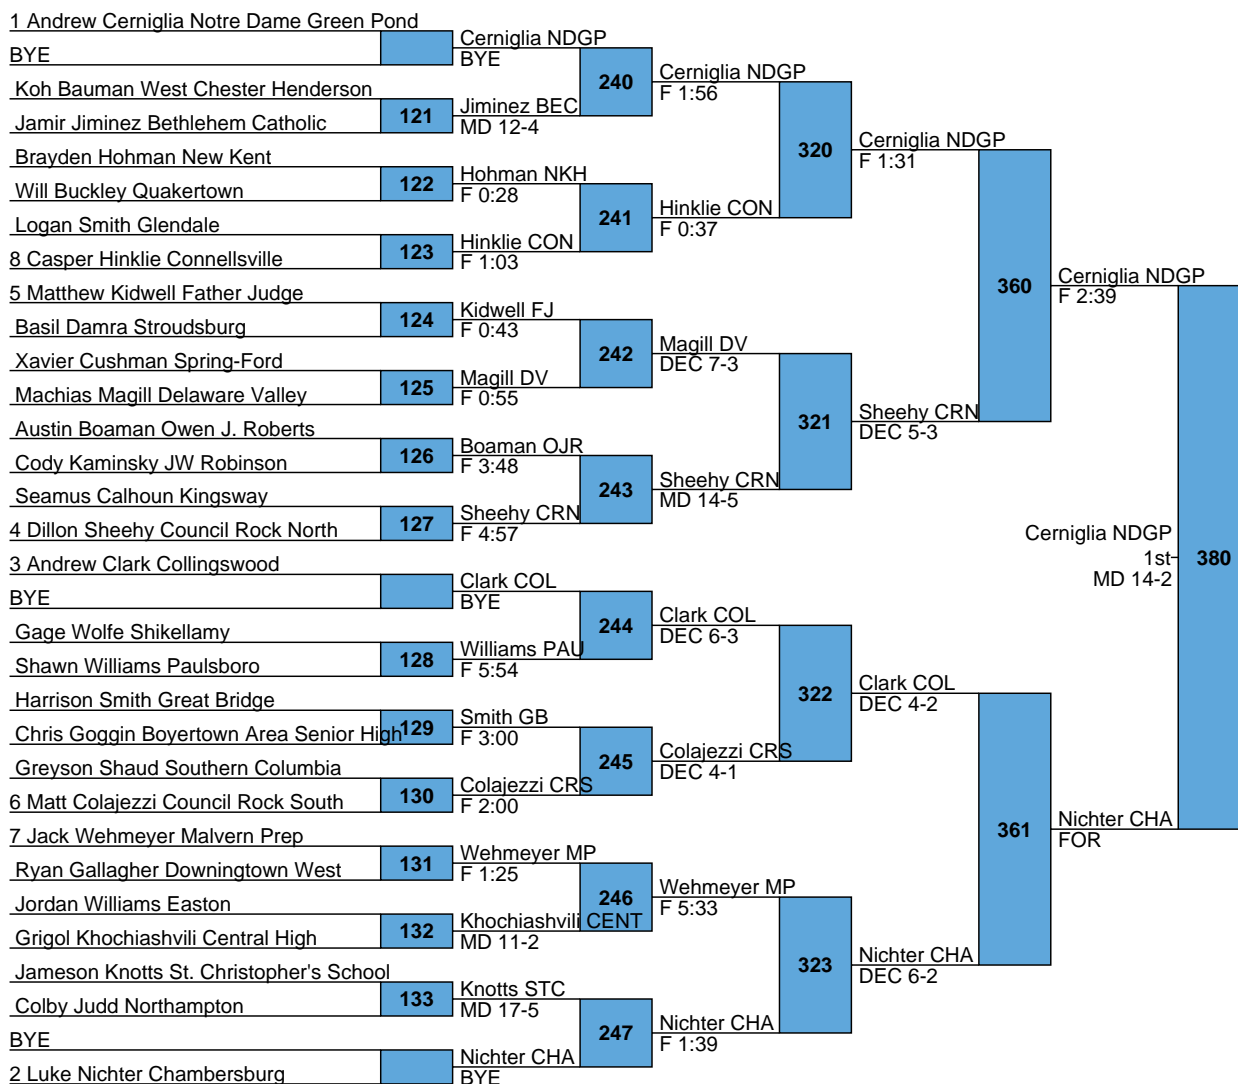 1 Andrew Cerniglia Notre Dame Green Pond
BYE
Koh Bauman West Chester Henderson
Jamir Jiminez Bethlehem Catholic
Brayden Hohman New Kent
Will Buckley Quakertown
Logan Smith Glendale
8 Casper Hinklie Connellsville
5 Matthew Kidwell Father Judge
Basil Damra Stroudsburg
Xavier Cushman Spring-Ford
Machias Magill Delaware Valley
Austin Boaman Owen J. Roberts
Cody Kaminsky JW Robinson
Seamus Calhoun Kingsway
4 Dillon Sheehy Council Rock North
3 Andrew Clark Collingswood
BYE
Gage Wolfe Shikellamy
Shawn Williams Paulsboro
Harrison Smith Great Bridge
Chris Goggin Boyertown Area Senior High
Greyson Shaud Southern Columbia
6 Matt Colajezzi Council Rock South
7 Jack Wehmeyer Malvern Prep
Ryan Gallagher Downingtown West
Jordan Williams Easton
Grigol Khochiashvili Central High
Jameson Knotts St. Christopher's School
Colby Judd Northampton
BYE
2 Luke Nichter Chambersburg
121
122
123
124
125
126
127
128
129
130
131
132
133
Cerniglia NDGP
BYE
Jiminez BEC
MD 12-4
Hohman NKH
F 0:28
Hinklie CON
F 1:03
Kidwell FJ
F 0:43
Magill DV
F 0:55
Boaman OJR
F 3:48
Sheehy CRN
F 4:57
Clark COL
BYE
Williams PAU
F 5:54
Smith GB
F 3:00
Colajezzi CRS
F 2:00
Wehmeyer MP
F 1:25
Khochiashvili CENT
MD 11-2
Knotts STC
MD 17-5
Nichter CHA
BYE
240
241
242
243
244
245
246
247
Cerniglia NDGP
F 1:56
Hinklie CON
F 0:37
Magill DV
DEC 7-3
Sheehy CRN
MD 14-5
Clark COL
DEC 6-3
Colajezzi CRS
DEC 4-1
Wehmeyer MP
F 5:33
Nichter CHA
F 1:39
320
321
322
323
Cerniglia NDGP
F 1:31
Sheehy CRN
DEC 5-3
Clark COL
DEC 4-2
Nichter CHA
DEC 6-2
360
361
Cerniglia NDGP
F 2:39
Nichter CHA
FOR
Cerniglia NDGP
1st
MD 14-2
380